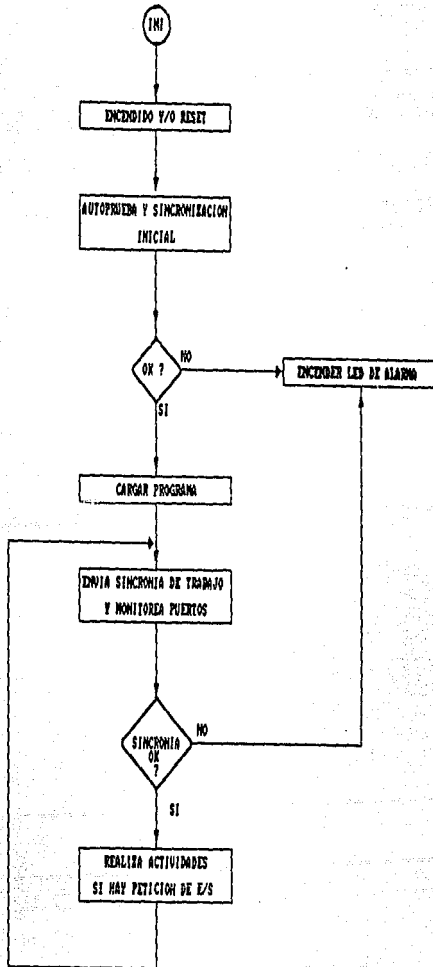 INI
ENCENDIDO Y/O RESET
AUTOPRUEBA Y SINCRONIZACION
INICIAL
OK ?
NO
ENCENDER LED DE ALARMA
SI
CARGAR PROGRAMA
ENVIA SINCRONIA DE TRABAJO
Y MONITOREA PUERTOS
SINCRONIA
OK
?
NO
SI
REALIZA ACTIVIDADES
SI HAY PETICION DE E/S